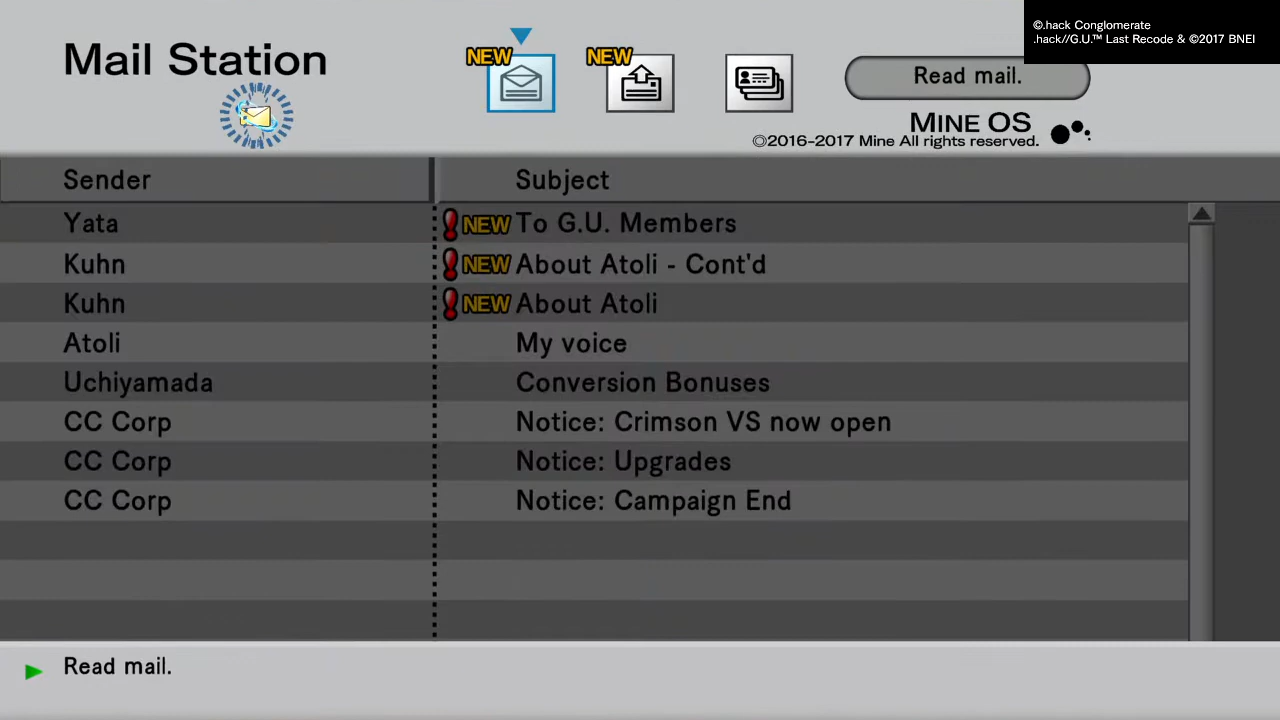 ©.hack Conglomerate
.hack//G.U.™ Last Recode & ©2017 BNEI
Mail Station
NEW
NEW
Read mail.
MINE OS
©2016-2017 Mine All rights reserved.
Sender Subject
Yata NEW To G.U. Members
Kuhn NEW About Atoli - Cont'd
Kuhn NEW About Atoli
Atoli My voice
Uchiyamada Conversion Bonuses
CC Corp Notice: Crimson VS now open
CC Corp Notice: Upgrades
CC Corp Notice: Campaign End
Read mail.